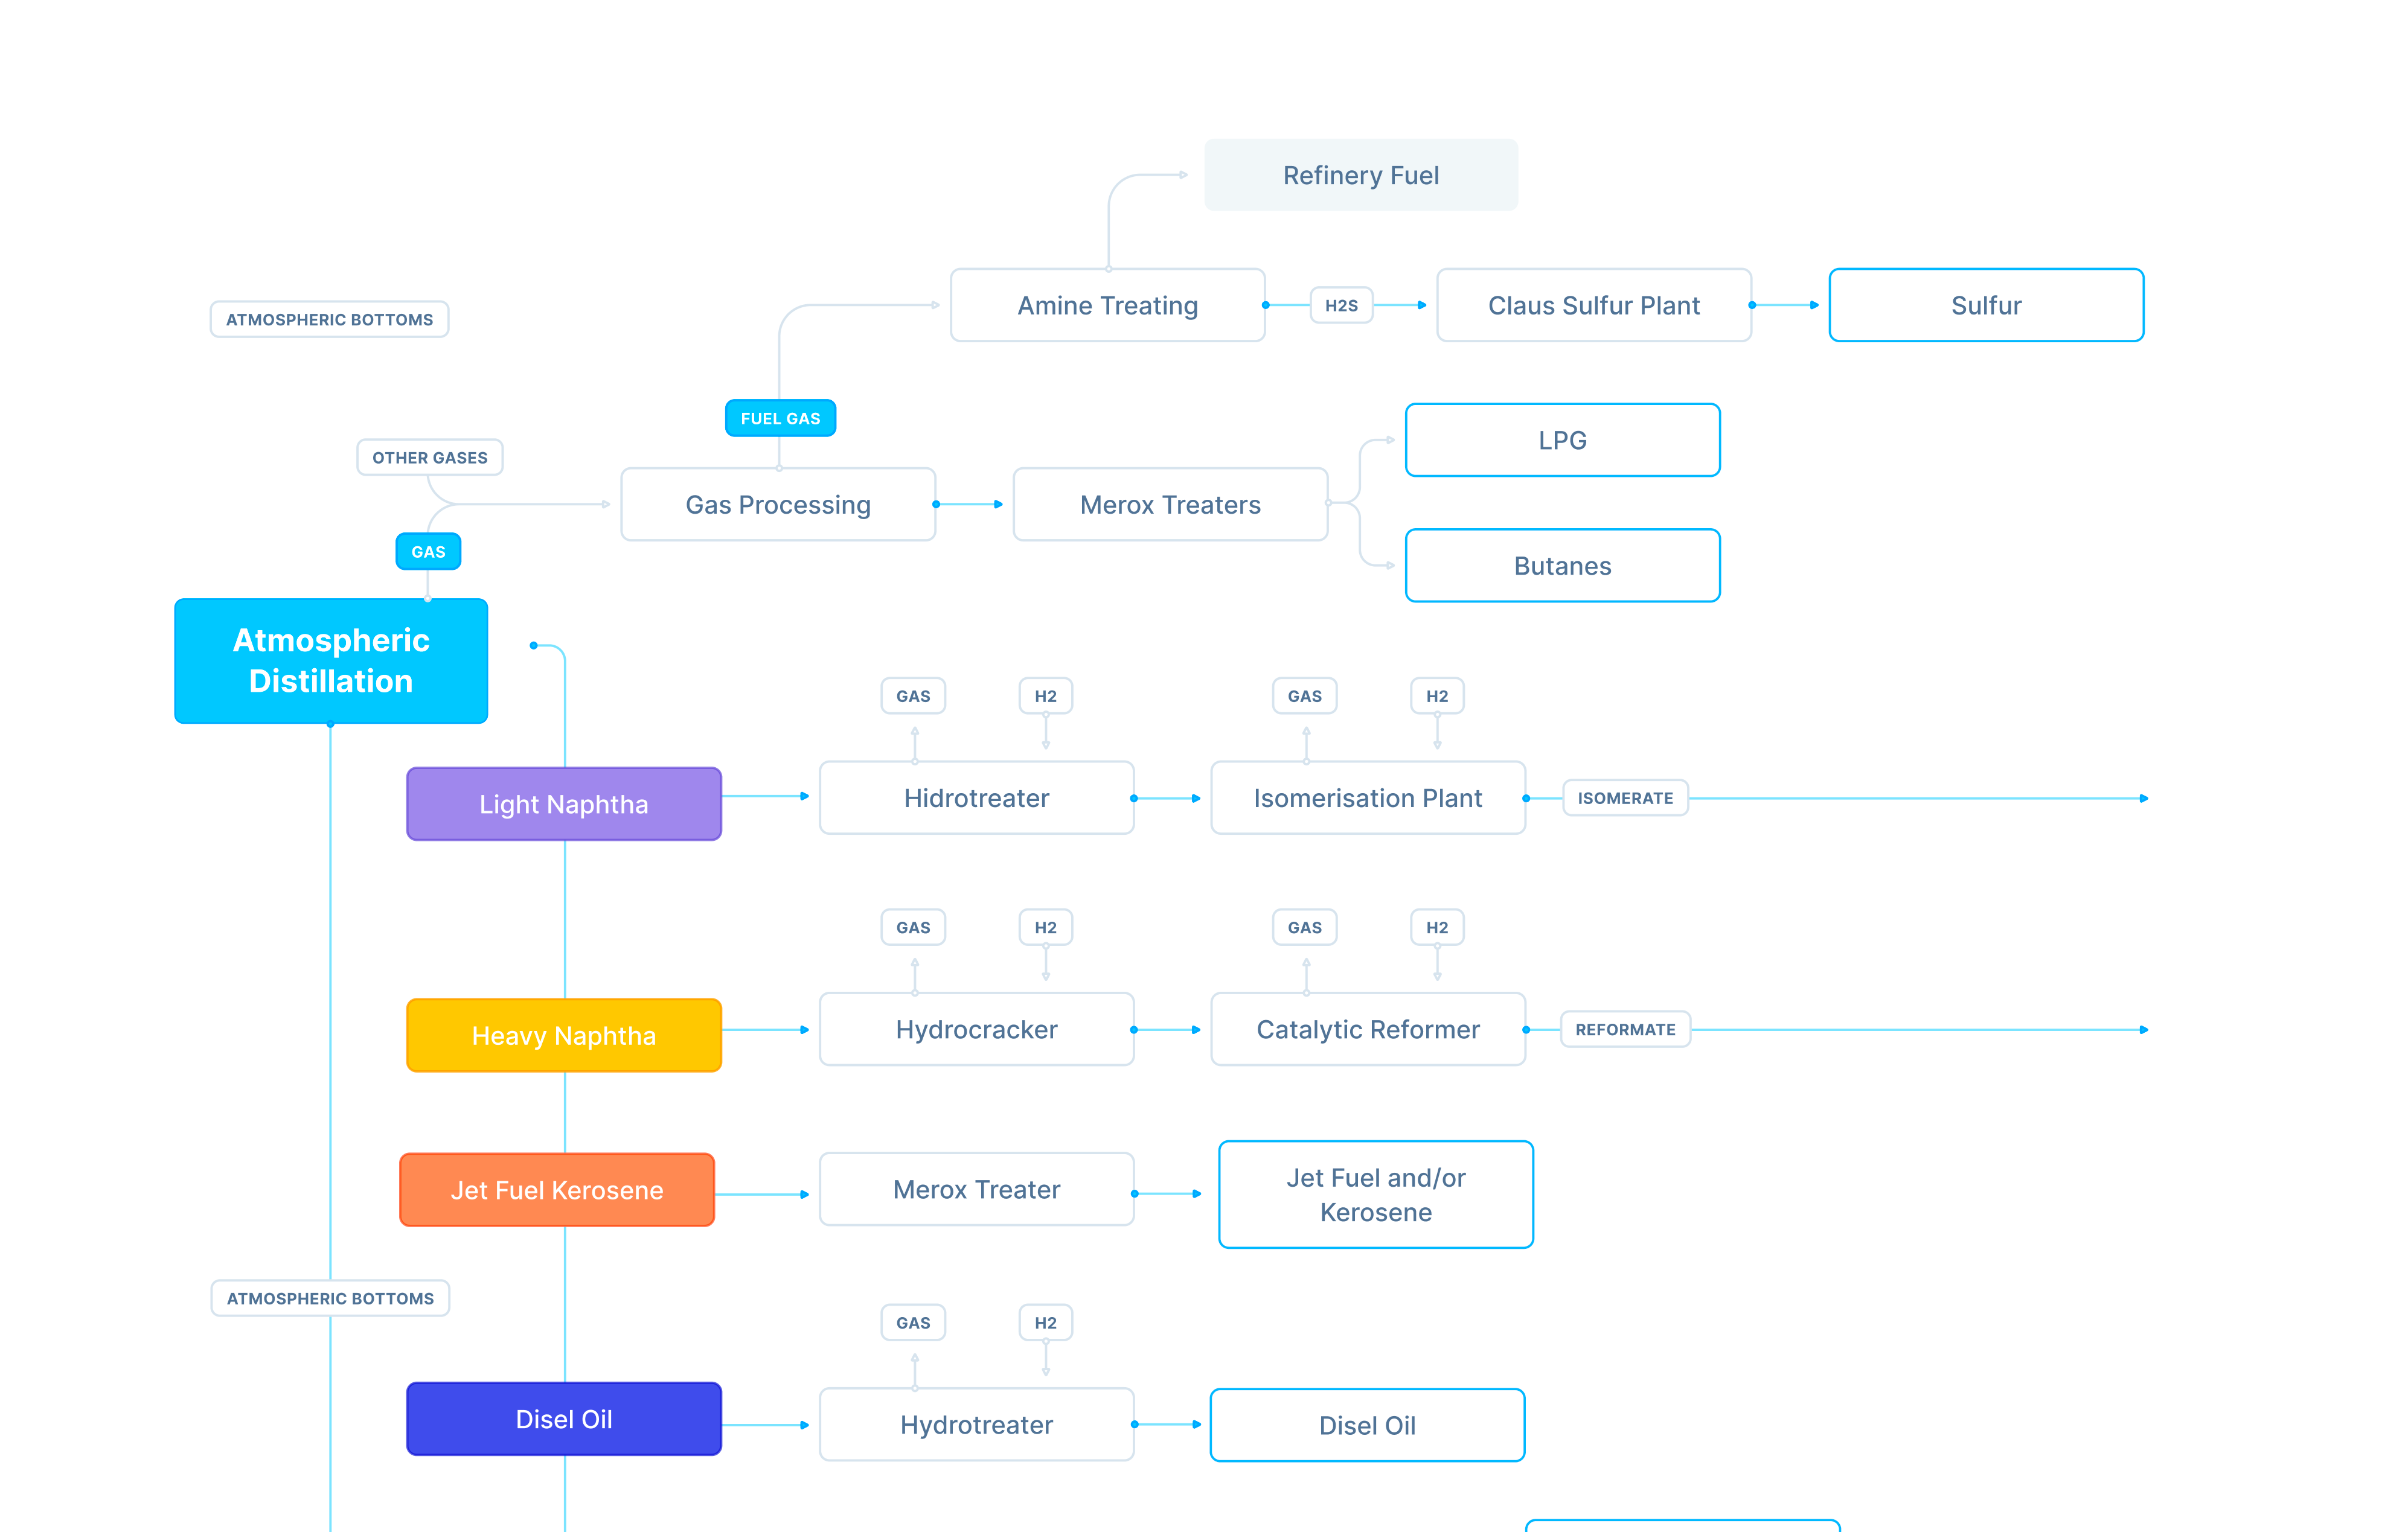 Refinery Fuel
Amine Treating
H2S
Claus Sulfur Plant
Sulfur
ATMOSPHERIC BOTTOMS
FUEL GAS
LPG
OTHER GASES
Gas Processing
Merox Treaters
GAS
Butanes
Atmospheric
Distillation
GAS
H2
GAS
H2
Light Naphtha
Hidrotreater
Isomerisation Plant
ISOMERATE
GAS
H2
GAS
H2
Heavy Naphtha
Hydrocracker
Catalytic Reformer
REFORMATE
Jet Fuel Kerosene
Merox Treater
Jet Fuel and/or
Kerosene
ATMOSPHERIC BOTTOMS
GAS
H2
Disel Oil
Hydrotreater
Disel Oil